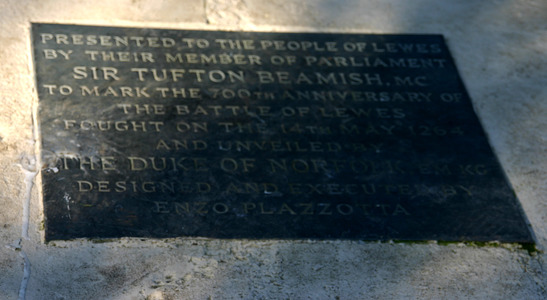 PRESENTED TO THE PEOPLE OF LEWES
BY THEIR MEMBER OF PARLIAMENT
SIR TUFTON BEAMISH, MC
TO MARK THE 700TH ANNIVERSARY OF
THE BATTLE OF LEWES
FOUGHT ON THE 14TH MAY 1264
AND UNVEILED BY
THE DUKE OF NORFOLK EM KG
DESIGNED AND EXECUTED BY
ENZO PLAZZOTTA